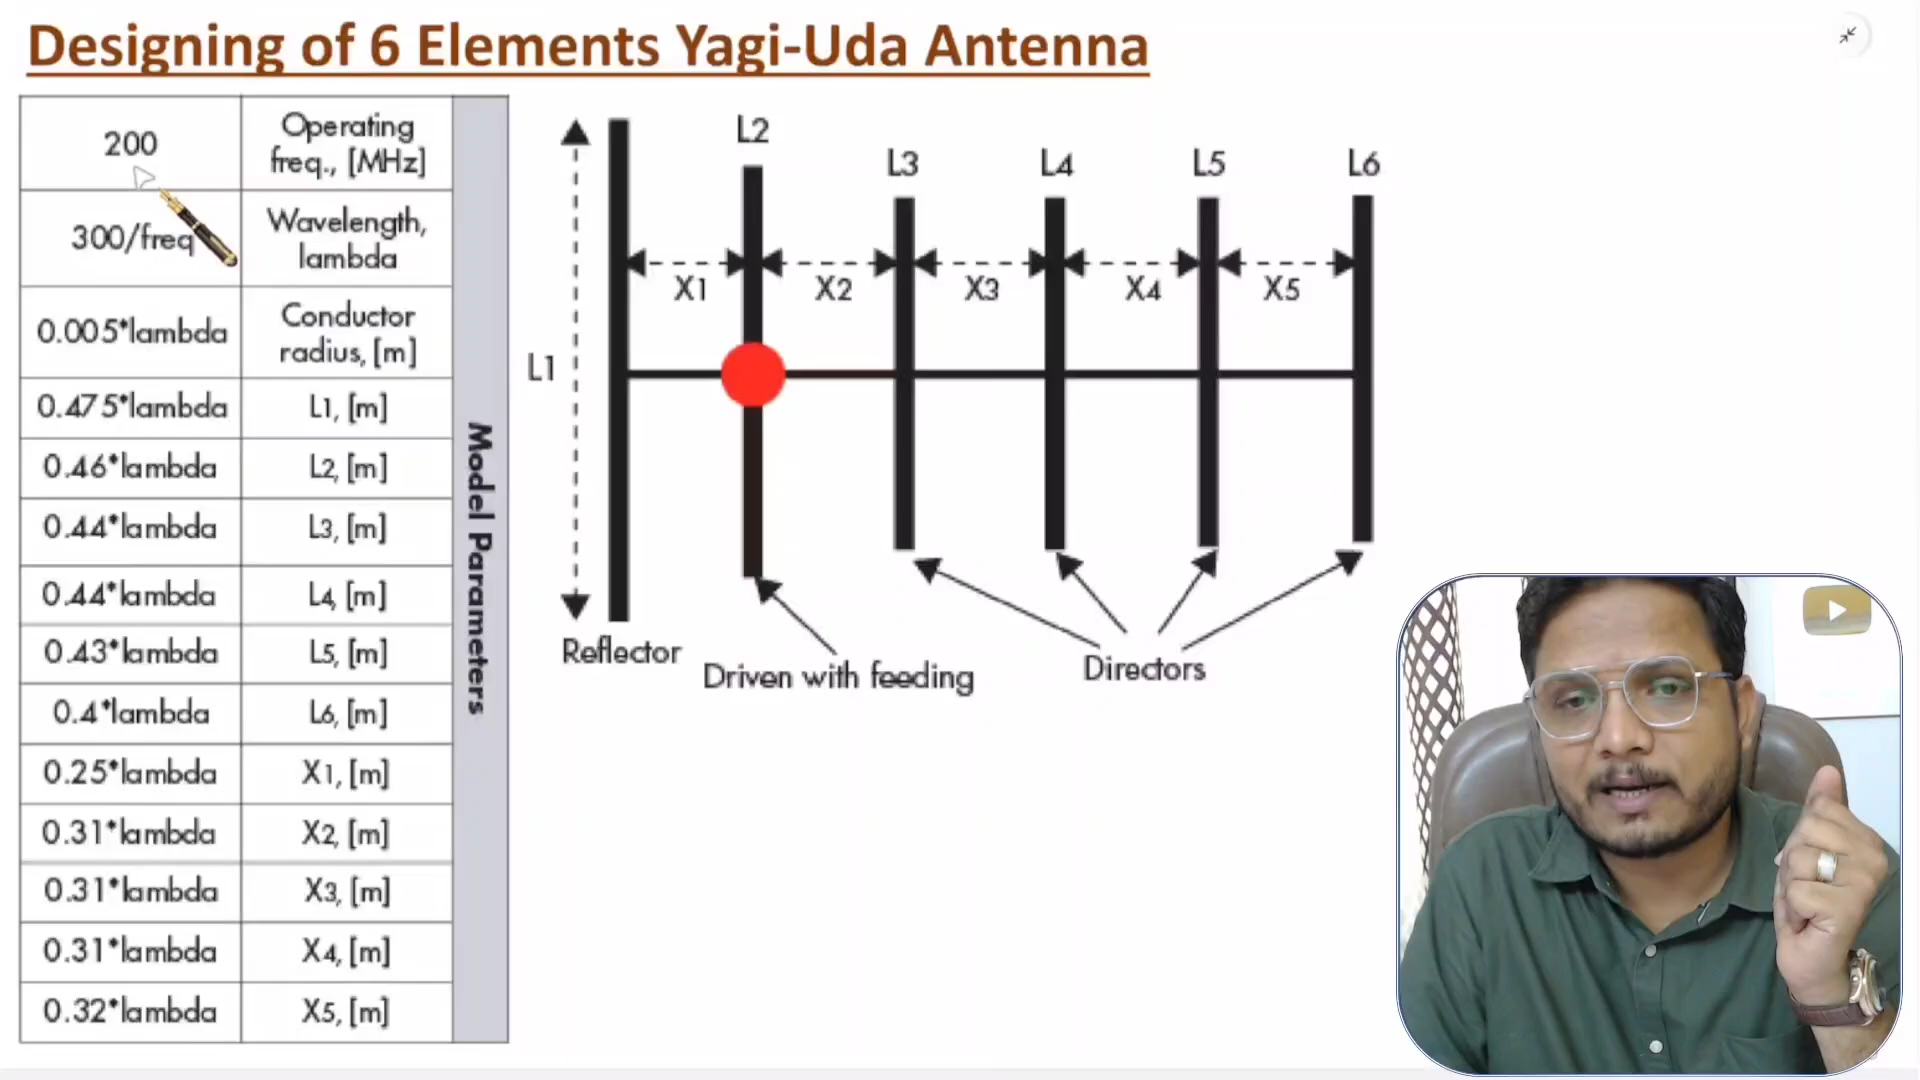 Designing of 6 Elements Yagi-Uda Antenna
200
Operating
freq., [MHz]
300/freq
Wavelength,
lambda
0.005*lambda
Conductor
radius, [m]
0.475*lambda
L1, [m]
0.46*lambda
L2, [m]
0.44*lambda
L3, [m]
0.44*lambda
L4, [m]
0.43*lambda
L5, [m]
0.4*lambda
L6, [m]
0.25*lambda
X1, [m]
0.31*lambda
X2, [m]
0.31*lambda
X3, [m]
0.31*lambda
X4, [m]
0.32*lambda
X5, [m]
Model Parameters
L2
L3
L4
L5
L6
X1
X2
X3
X4
X5
L1
Reflector
Driven with feeding
Directors